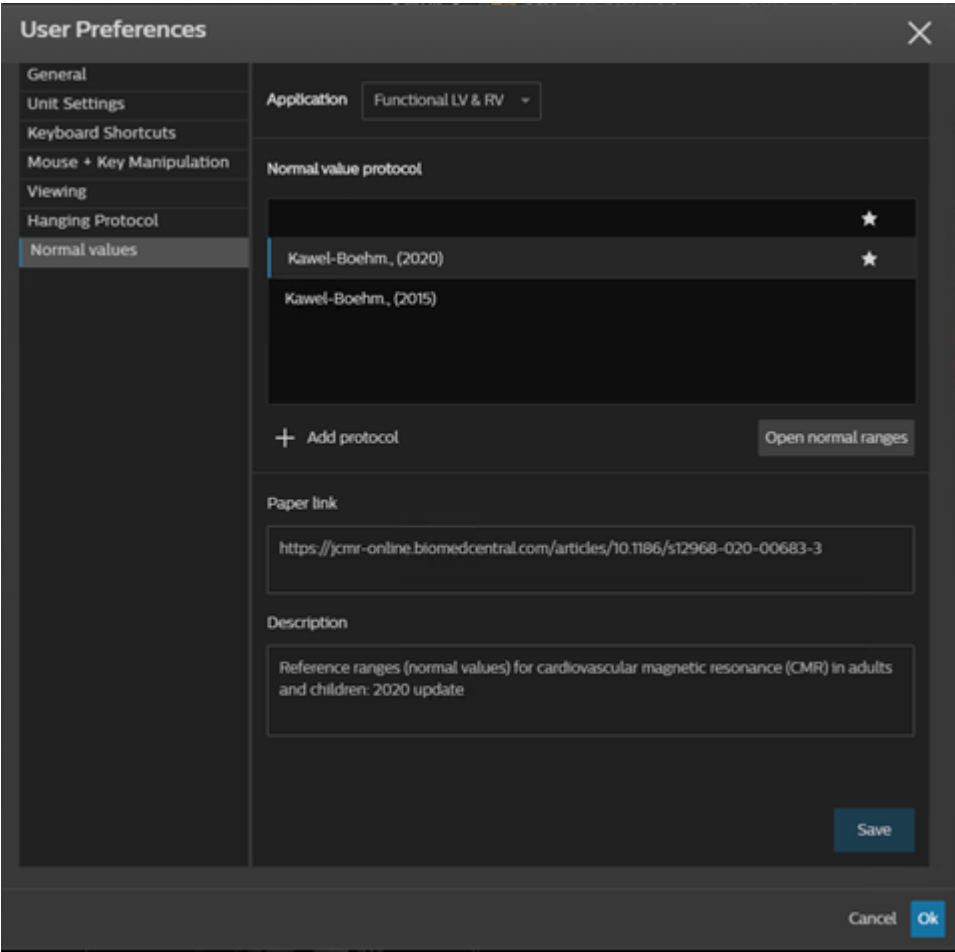 User Preferences
General
Unit Settings
Keyboard Shortcuts
Mouse + Key Manipulation
Viewing
Hanging Protocol
Normal values
Application Functional LV & RV
Normal value protocol
Kawel-Boehm., (2020)
Kawel-Boehm., (2015)
+ Add protocol
Open normal ranges
Paper link
https://jcmr-online.biomedcentral.com/articles/10.1186/s12968-020-00683-3
Description
Reference ranges (normal values) for cardiovascular magnetic resonance (CMR) in adults
and children: 2020 update
Save
Cancel Ok